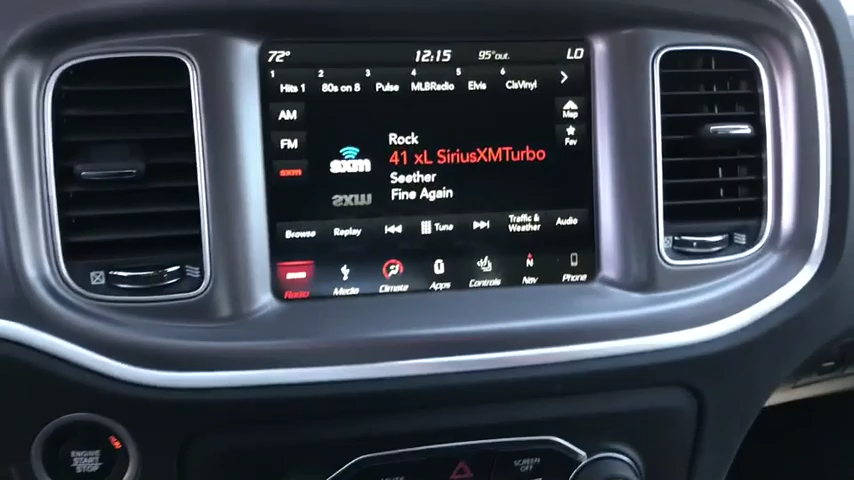 72° 12:15 95°out. LO
1 2 3 4 5 6
Hits 1 80s on 8 Pulse MLBRadio Elvis ClsVinyl
AM
Map
FM
Fav
sxm
sxm
Rock
41 xL SiriusXMTurbo
Seether
Fine Again
Browse Replay Tune Traffic & Weather Audio
N
Radio Media Climate Apps Controls Nav Phone
ENGINE
START
STOP
RUN
SCREEN
OFF